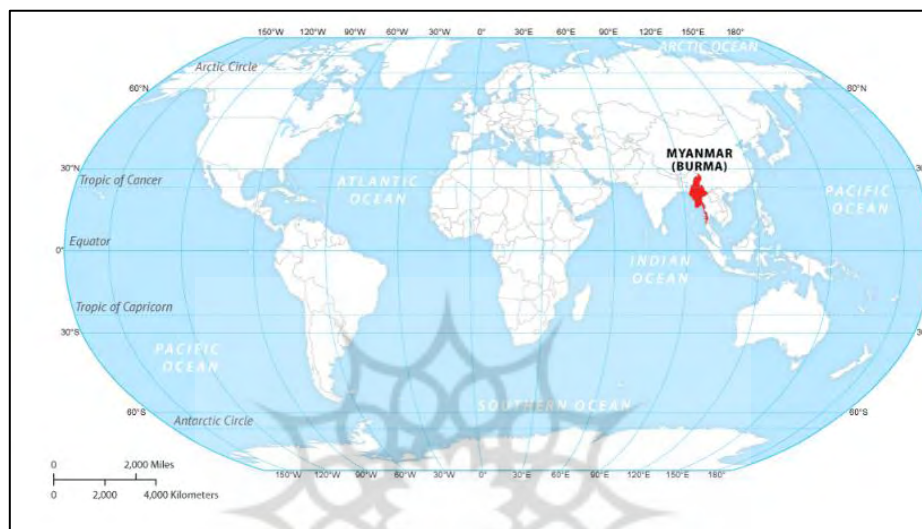 150°W 120°W 90°W 60°W 30°W 0° 30°E 60°E 90°E 120°E 150°E 180°
ARCTIC OCEAN
Arctic Circle
60°N
60°N
MYANMAR
(BURMA)
30°N
30°N
Tropic of Cancer
ATLANTIC
OCEAN
PACIFIC
OCEAN
Equator
0°
0°
INDIAN
OCEAN
Tropic of Capricorn
30°S
30°S
PACIFIC
OCEAN
SOUTHERN OCEAN
60°S
60°S
Antarctic Circle
150°W 120°W 90°W 60°W 30°W 0° 30°E 60°E 90°E 120°E 150°E 180°
0 2,000 Miles
0 2,000 4,000 Kilometers